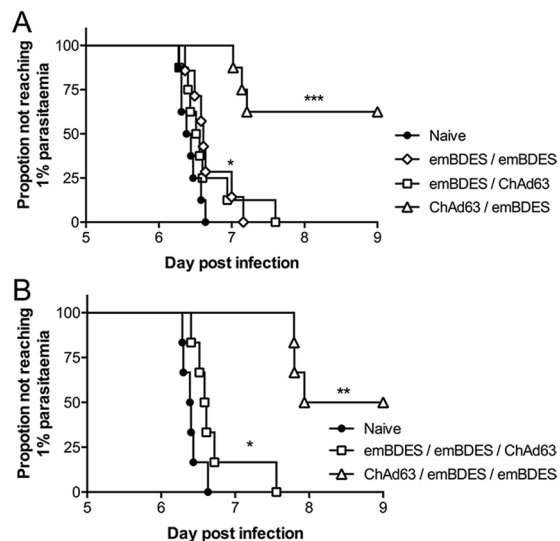 A
Propotion not reaching
1% parasitaemia
100
75
50
25
0
5
6
7
8
9
Day post infection
***
*
Naive
emBDES / emBDES
emBDES / ChAd63
ChAd63 / emBDES
B
Propotion not reaching
1% parasitaemia
100
75
50
25
0
5
6
7
8
9
Day post infection
**
*
Naive
emBDES / emBDES / ChAd63
ChAd63 / emBDES / emBDES